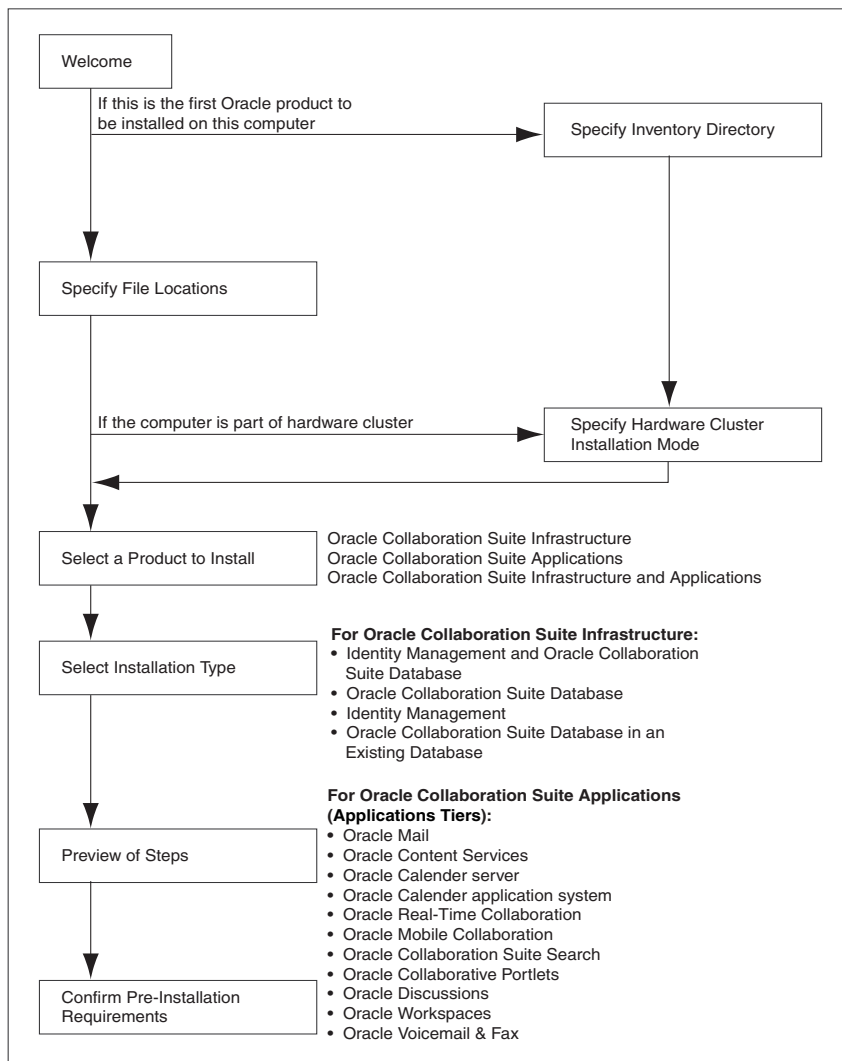 Welcome
If this is the first Oracle product to
be installed on this computer
Specify Inventory Directory
Specify File Locations
If the computer is part of hardware cluster
Specify Hardware Cluster
Installation Mode
Select a Product to Install
Oracle Collaboration Suite Infrastructure
Oracle Collaboration Suite Applications
Oracle Collaboration Suite Infrastructure and Applications
Select Installation Type
For Oracle Collaboration Suite Infrastructure:
• Identity Management and Oracle Collaboration
Suite Database
• Oracle Collaboration Suite Database
• Identity Management
• Oracle Collaboration Suite Database in an
Existing Database
Preview of Steps
For Oracle Collaboration Suite Applications
(Applications Tiers):
• Oracle Mail
• Oracle Content Services
• Oracle Calender server
• Oracle Calender application system
• Oracle Real-Time Collaboration
• Oracle Mobile Collaboration
• Oracle Collaboration Suite Search
• Oracle Collaborative Portlets
• Oracle Discussions
• Oracle Workspaces
• Oracle Voicemail & Fax
Confirm Pre-Installation
Requirements